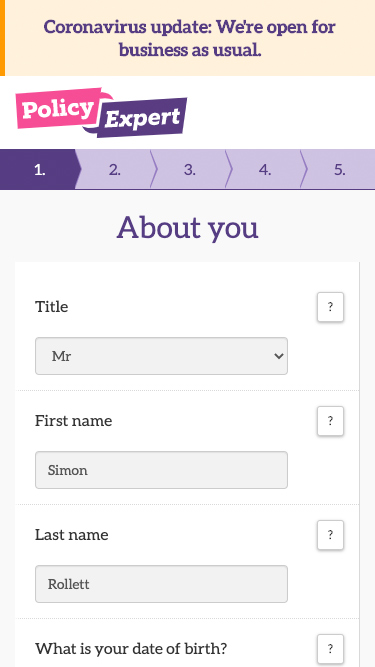 Coronavirus update: We're open for
business as usual.
Policy
Expert
1. 2. 3. 4. 5.
About you
Title ?
Mr
First name ?
Simon
Last name ?
Rollett
What is your date of birth? ?